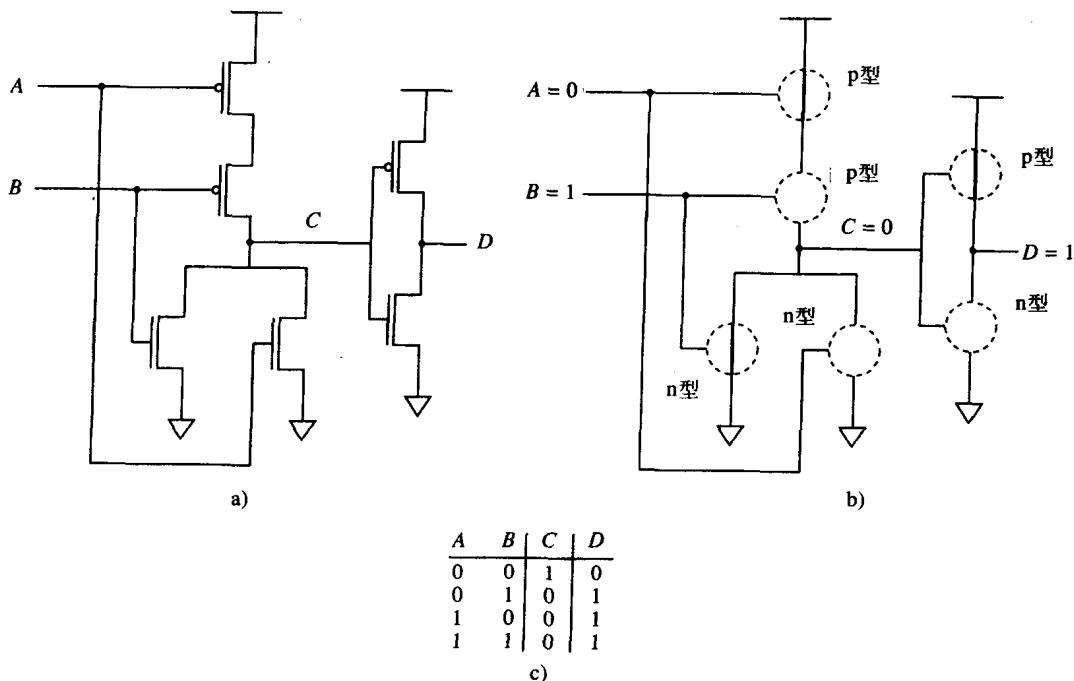 A
B
C
D
a)
A = 0
B = 1
p型
p型
p型
C = 0
D = 1
n型
n型
n型
b)
A B C D
0 0 1 0
0 1 0 1
1 0 0 1
1 1 0 1
c)